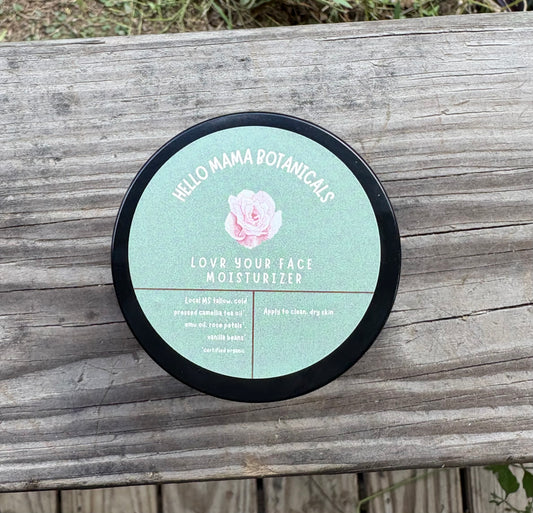 HELLO MAMA BOTANICALS
LOVR YOUR FACE
MOISTURIZER
Local MS tallow, cold
pressed camellia tea oil*
emu oil, rose petals*
vanilla beans*
*certified organic
Apply to clean, dry skin